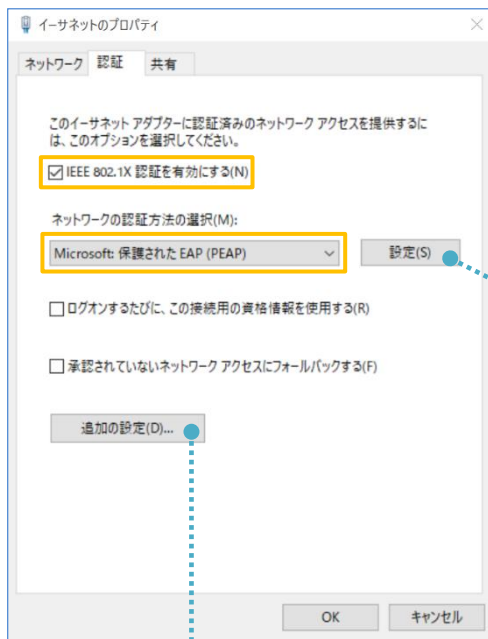 イーサネットのプロパティ
ネットワーク 認証 共有
このイーサネット アダプターに認証済みのネットワーク アクセスを提供するに
は、このオプションを選択してください。
IEEE 802.1X 認証を有効にする(N)
ネットワークの認証方法の選択(M):
Microsoft: 保護された EAP (PEAP) 設定(S)
ログオンするたびに、この接続用の資格情報を使用する(R)
承認されていないネットワーク アクセスにフォールバックする(F)
追加の設定(D)...
OK キャンセル